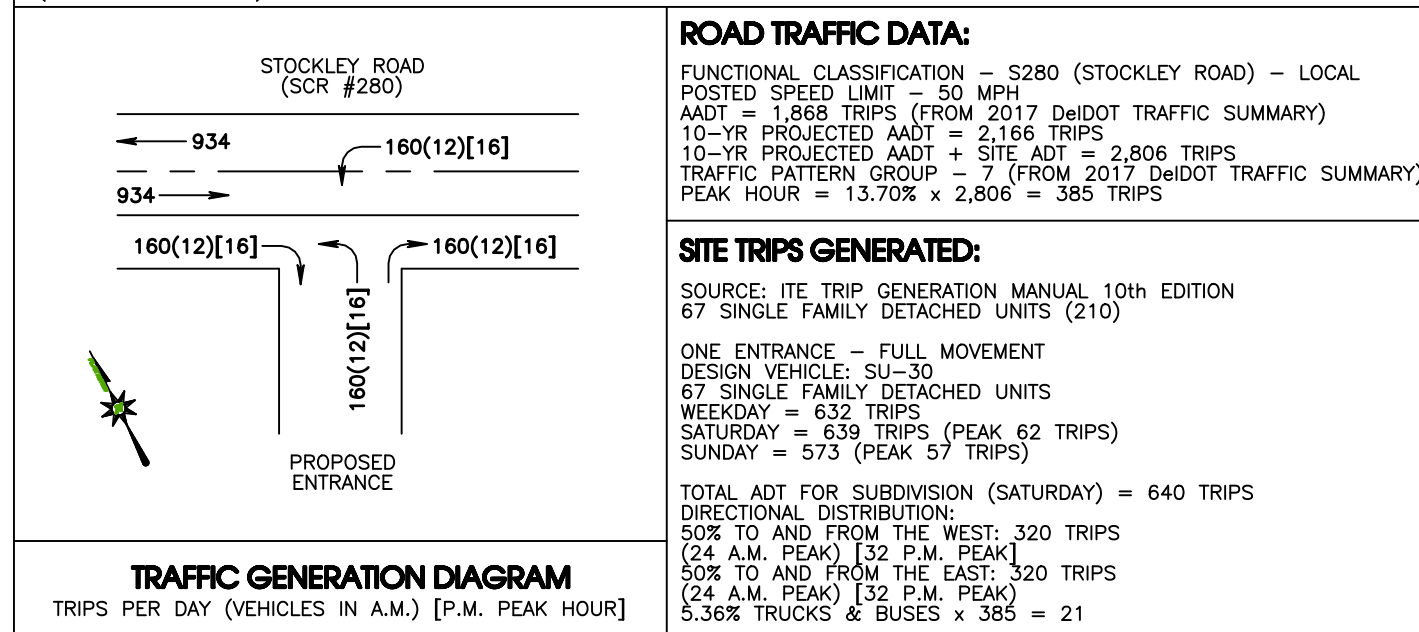 STOCKLEY ROAD
(SCR #280)
934
160(12)[16]
934
160(12)[16]
160(12)[16]
160(12)[16]
PROPOSED
ENTRANCE
TRAFFIC GENERATION DIAGRAM
TRIPS PER DAY (VEHICLES IN A.M.) [P.M. PEAK HOUR]
ROAD TRAFFIC DATA:
FUNCTIONAL CLASSIFICATION – S280 (STOCKLEY ROAD) – LOCAL
POSTED SPEED LIMIT – 50 MPH
AADT = 1,868 TRIPS (FROM 2017 DelDOT TRAFFIC SUMMARY)
10–YR PROJECTED AADT = 2,166 TRIPS
10–YR PROJECTED AADT + SITE ADT = 2,806 TRIPS
TRAFFIC PATTERN GROUP – 7 (FROM 2017 DelDOT TRAFFIC SUMMARY)
PEAK HOUR = 13.70% x 2,806 = 385 TRIPS
SITE TRIPS GENERATED:
SOURCE: ITE TRIP GENERATION MANUAL 10th EDITION
67 SINGLE FAMILY DETACHED UNITS (210)
ONE ENTRANCE – FULL MOVEMENT
DESIGN VEHICLE: SU–30
67 SINGLE FAMILY DETACHED UNITS
WEEKDAY = 632 TRIPS
SATURDAY = 639 TRIPS (PEAK 62 TRIPS)
SUNDAY = 573 (PEAK 57 TRIPS)
TOTAL ADT FOR SUBDIVISION (SATURDAY) = 640 TRIPS
DIRECTIONAL DISTRIBUTION:
50% TO AND FROM THE WEST: 320 TRIPS
(24 A.M. PEAK) [32 P.M. PEAK]
50% TO AND FROM THE EAST: 320 TRIPS
(24 A.M. PEAK) [32 P.M. PEAK)
5.36% TRUCKS & BUSES x 385 = 21